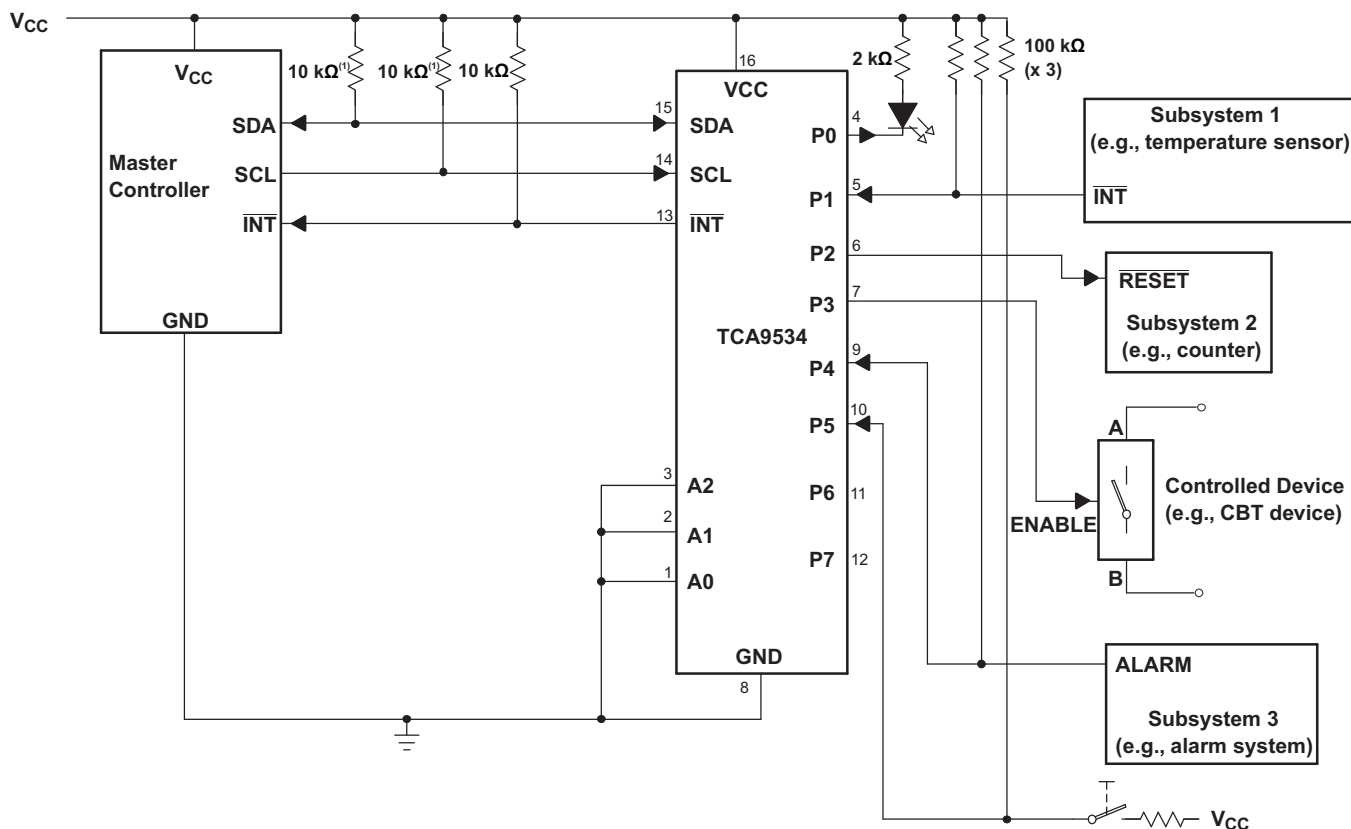 V_CC
V_CC
10 kΩ(1)
10 kΩ(1)
10 kΩ
SDA
SCL
INT
Master
Controller
GND
16
VCC
15
SDA
14
SCL
13
INT
TCA9534
3
A2
2
A1
1
A0
GND
8
P0
4
P1
5
P2
6
P3
7
P4
9
P5
10
P6
11
P7
12
2 kΩ
100 kΩ
(x 3)
Subsystem 1
(e.g., temperature sensor)
INT
RESET
Subsystem 2
(e.g., counter)
A
Controlled Device
(e.g., CBT device)
ENABLE
B
ALARM
Subsystem 3
(e.g., alarm system)
V_CC